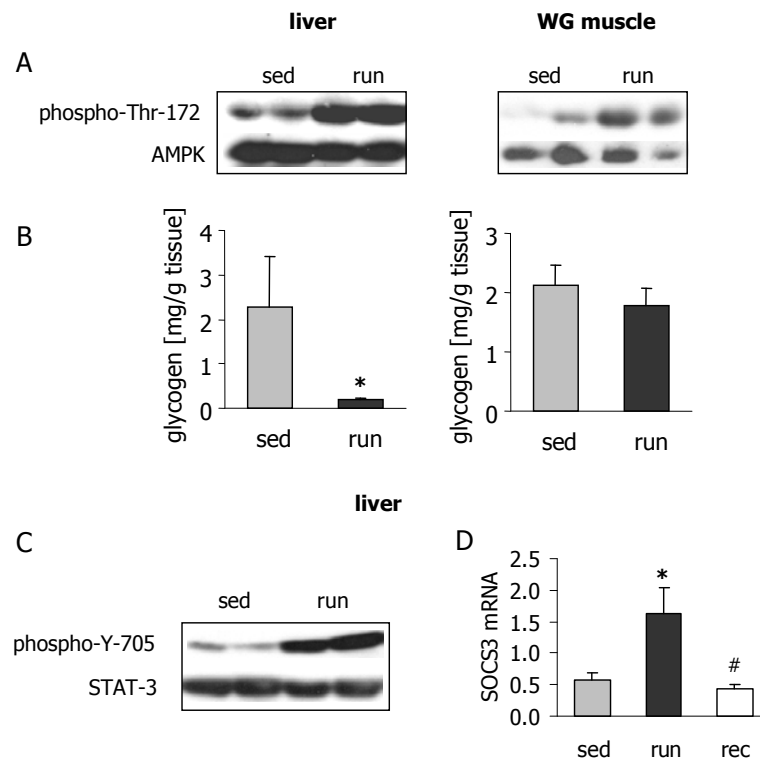 liver WG muscle
A
sed run sed run
phospho-Thr-172
AMPK
B
glycogen [mg/g tissue]
4
3
2
1
0
*
sed run
glycogen [mg/g tissue]
3
2
1
0
sed run
liver
C
sed run
phospho-Y-705
STAT-3
D
SOCS3 mRNA
2.5
2.0
1.5
1.0
0.5
0.0
*
#
sed run rec